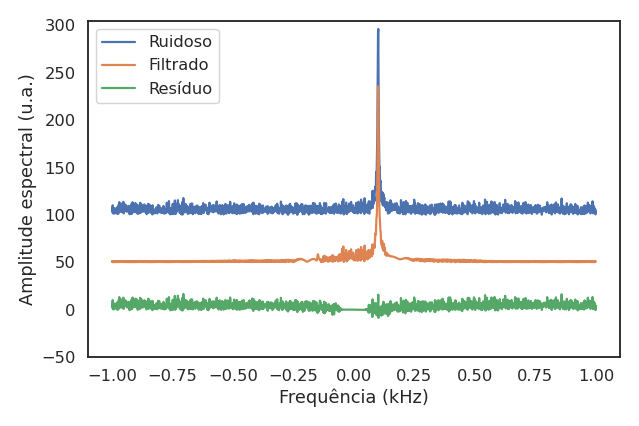 Ruidoso
Filtrado
Resíduo
Amplitude espectral (u.a.)
300
250
200
150
100
50
0
−50
−1.00 −0.75 −0.50 −0.25 0.00 0.25 0.50 0.75 1.00
Frequência (kHz)